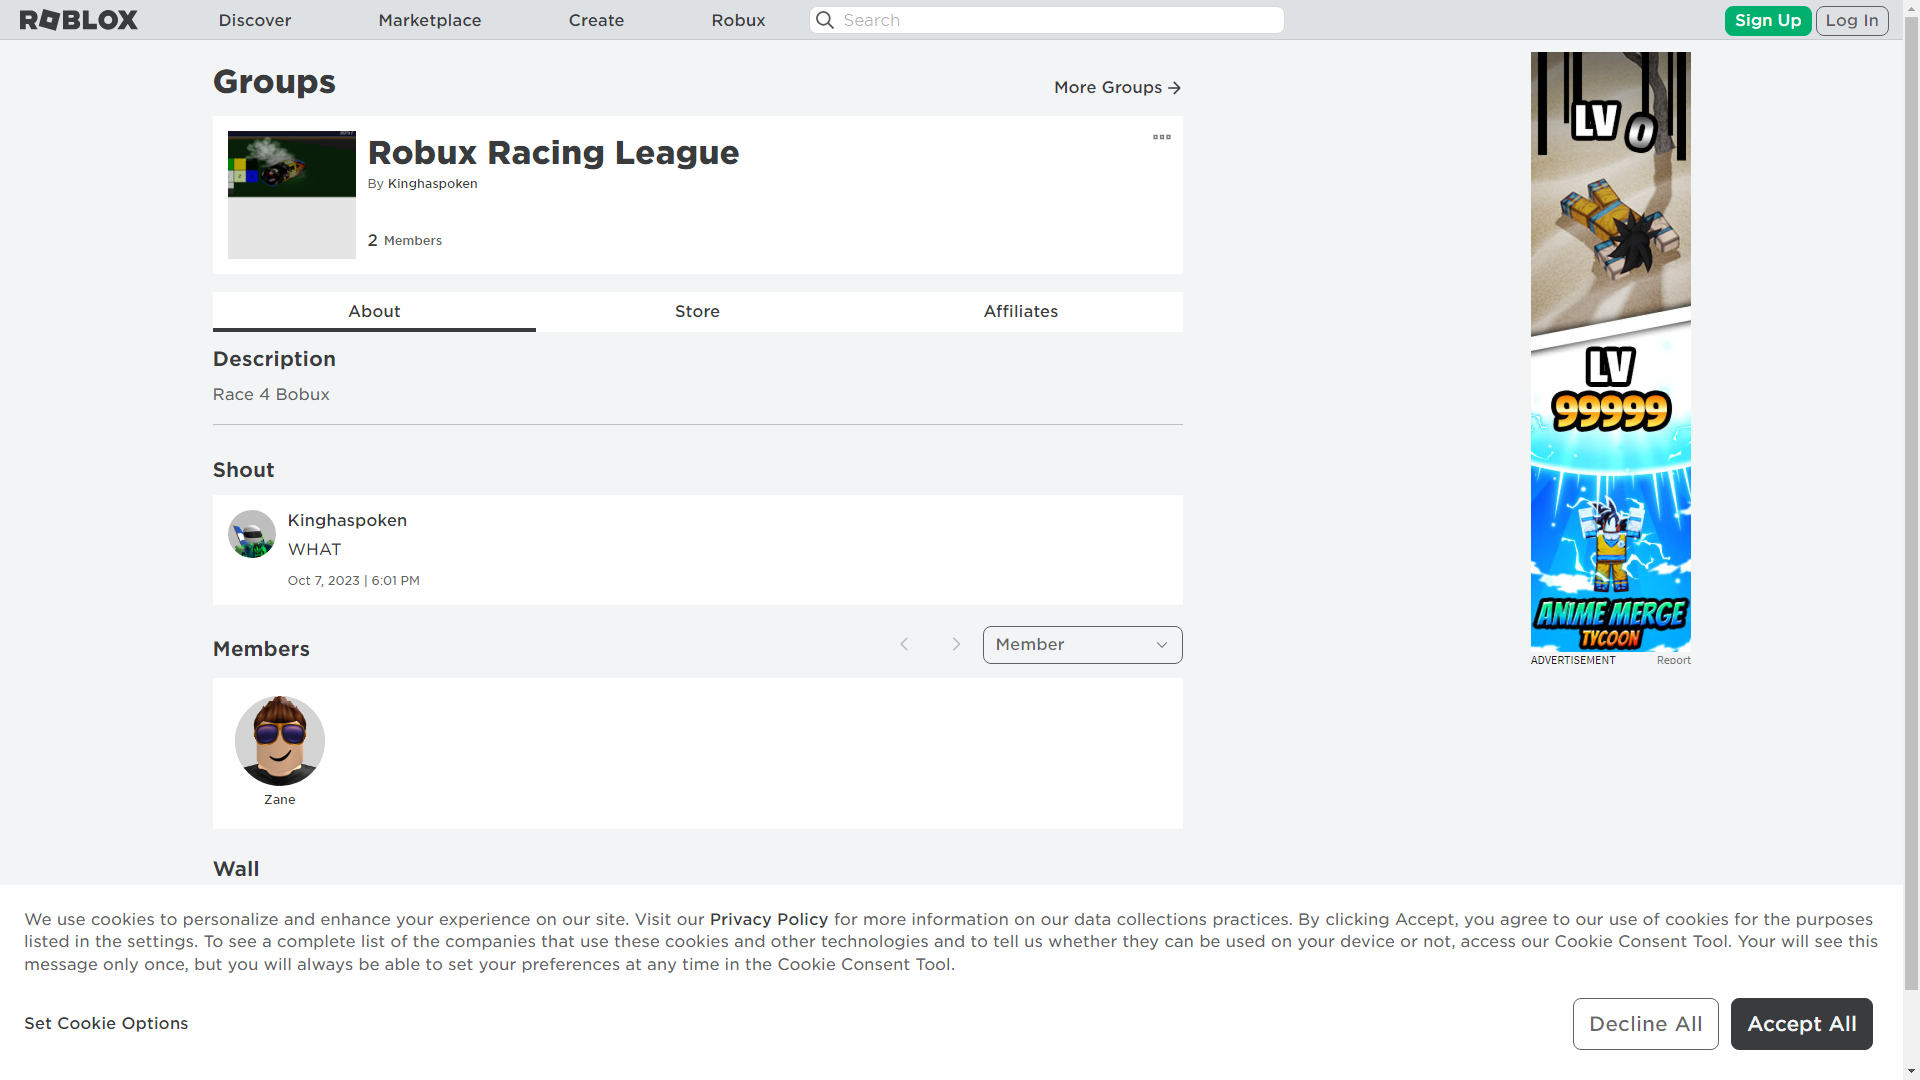 ROBLOX
Discover
Marketplace
Create
Robux
Search
Sign Up
Log In
Groups
More Groups
Robux Racing League
By Kinghaspoken
2 Members
About
Store
Affiliates
Description
Race 4 Bobux
Shout
Kinghaspoken
WHAT
Oct 7, 2023 | 6:01 PM
Members
Member
Zane
Wall
LV 0
LV
99999
ANIME MERGE
TYCOON
ADVERTISEMENT
Report
We use cookies to personalize and enhance your experience on our site. Visit our Privacy Policy for more information on our data collections practices. By clicking Accept, you agree to our use of cookies for the purposes
listed in the settings. To see a complete list of the companies that use these cookies and other technologies and to tell us whether they can be used on your device or not, access our Cookie Consent Tool. Your will see this
message only once, but you will always be able to set your preferences at any time in the Cookie Consent Tool.
Set Cookie Options
Decline All
Accept All